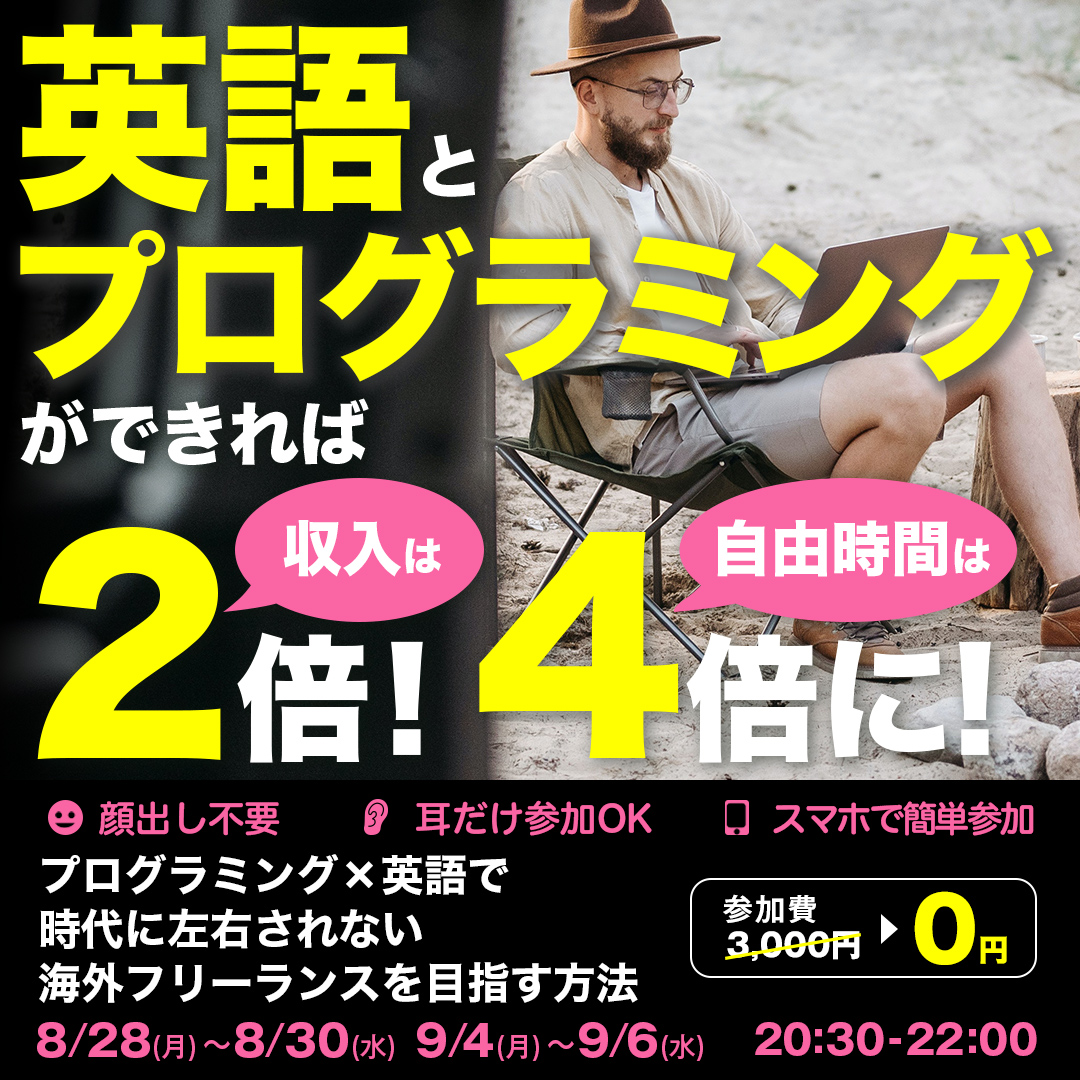 英語と
プログラミング
ができれば
収入は
2倍!
自由時間は
4倍に!
顔出し不要
耳だけ参加OK
スマホで簡単参加
プログラミング×英語で
時代に左右されない
海外フリーランスを目指す方法
参加費
3,000円
0円
8/28(月)~8/30(水) 9/4(月)~9/6(水) 20:30-22:00